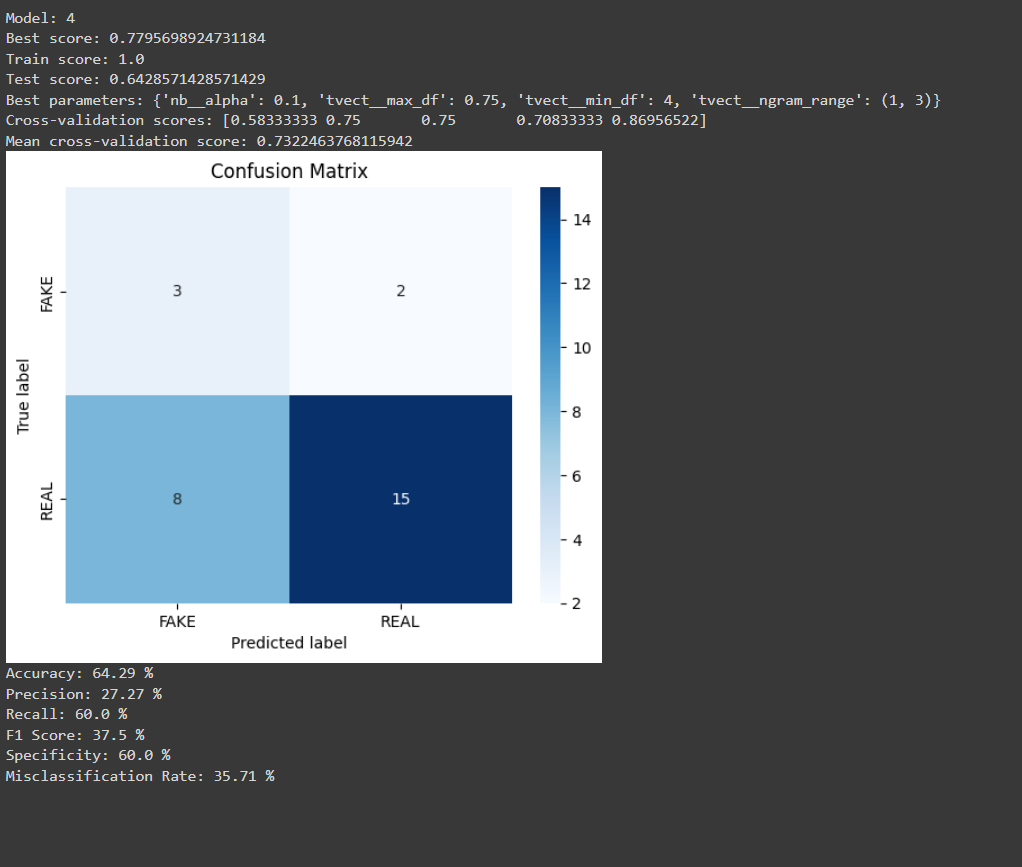 Model: 4
Best score: 0.7795698924731184
Train score: 1.0
Test score: 0.6428571428571429
Best parameters: {'nb__alpha': 0.1, 'tvect__max_df': 0.75, 'tvect__min_df': 4, 'tvect__ngram_range': (1, 3)}
Cross-validation scores: [0.58333333 0.75       0.75       0.70833333 0.86956522]
Mean cross-validation score: 0.7322463768115942
Confusion Matrix
True label
FAKE
3
2
REAL
8
15
FAKE
REAL
Predicted label
14
12
10
8
6
4
2
Accuracy: 64.29 %
Precision: 27.27 %
Recall: 60.0 %
F1 Score: 37.5 %
Specificity: 60.0 %
Misclassification Rate: 35.71 %